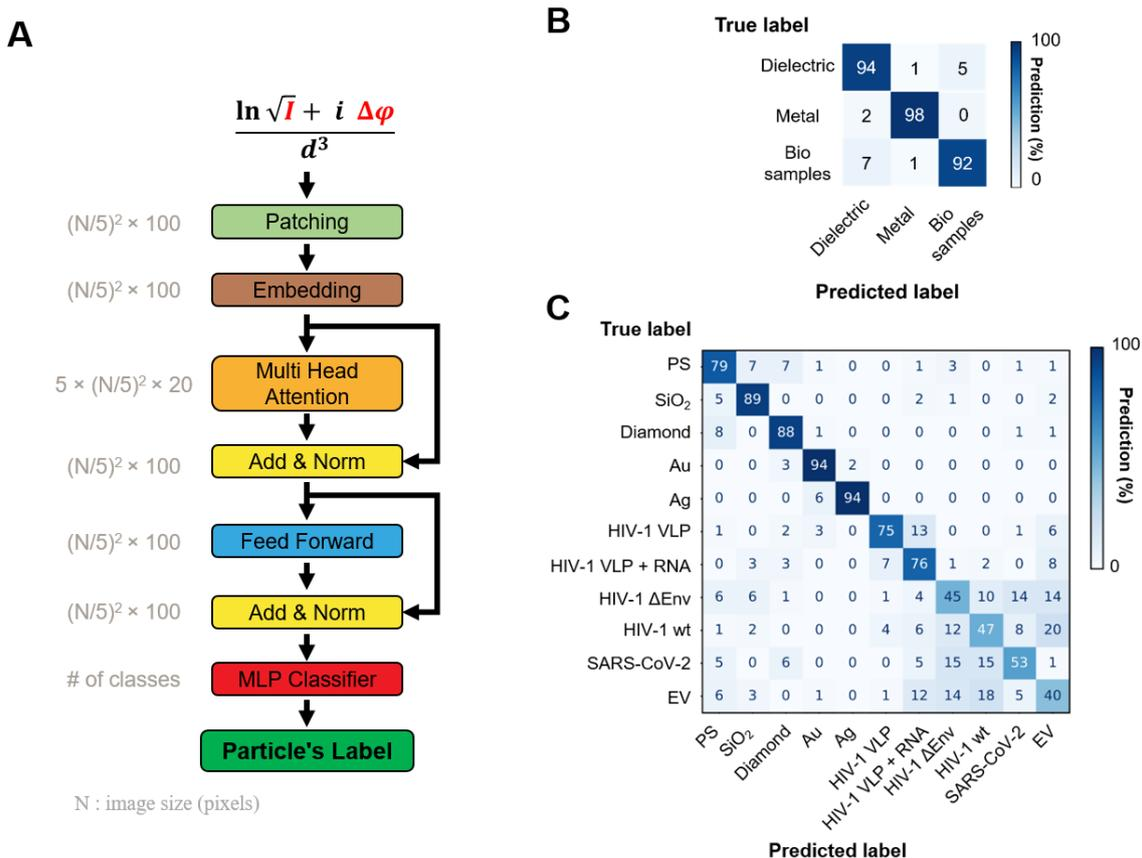 A
ln √I + i Δφ
d³
(N/5)² × 100
Patching
(N/5)² × 100
Embedding
5 × (N/5)² × 20
Multi Head
Attention
(N/5)² × 100
Add & Norm
(N/5)² × 100
Feed Forward
(N/5)² × 100
Add & Norm
# of classes
MLP Classifier
Particle's Label
N : image size (pixels)
B
True label
Dielectric 94 1 5
Metal 2 98 0
Bio
samples 7 1 92
Dielectric Metal Bio
samples
Predicted label
100
Prediction (%)
0
C
True label
PS 79 7 7 1 0 0 1 3 0 1 1
SiO₂ 5 89 0 0 0 0 2 1 0 0 2
Diamond 8 0 88 1 0 0 0 0 0 1 1
Au 0 0 3 94 2 0 0 0 0 0 0
Ag 0 0 0 6 94 0 0 0 0 0 0
HIV-1 VLP 1 0 2 3 0 75 13 0 0 1 6
HIV-1 VLP + RNA 0 3 3 0 0 7 76 1 2 0 8
HIV-1 ΔEnv 6 6 1 0 0 1 4 45 10 14 14
HIV-1 wt 1 2 0 0 0 4 6 12 47 8 20
SARS-CoV-2 5 0 6 0 0 0 5 15 15 53 1
EV 6 3 0 1 0 1 12 14 18 5 40
PS SiO₂ Diamond Au Ag HIV-1 VLP HIV-1 VLP + RNA HIV-1 ΔEnv HIV-1 wt SARS-CoV-2 EV
Predicted label
100
Prediction (%)
0